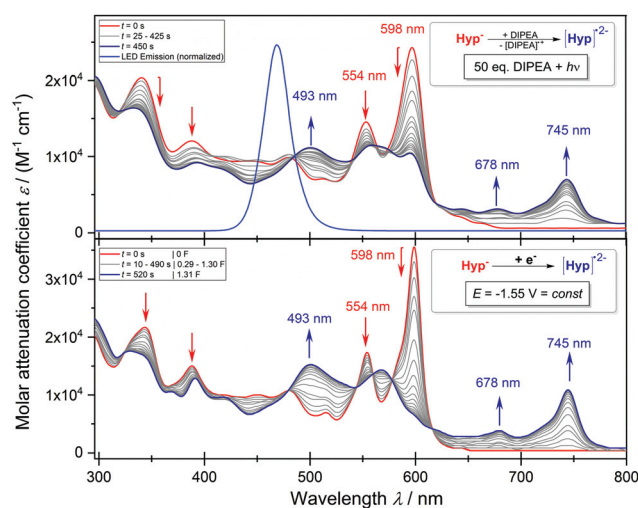 t = 0 s
t = 25 - 425 s
t = 450 s
LED Emission (normalized)
493 nm
554 nm
598 nm
678 nm
745 nm
Hyp⁻ + DIPEA - [DIPEA]•⁺ [Hyp]•²⁻
50 eq. DIPEA + hν
2x10⁴
1x10⁴
0
t = 0 s | 0 F
t = 10 - 490 s | 0.29 - 1.30 F
t = 520 s | 1.31 F
493 nm
554 nm
598 nm
678 nm
745 nm
Hyp⁻ + e⁻ [Hyp]•²⁻
E = -1.55 V = const
3x10⁴
2x10⁴
1x10⁴
0
300 400 500 600 700 800
Wavelength λ / nm
Molar attenuation coefficient ε / (M⁻¹ cm⁻¹)